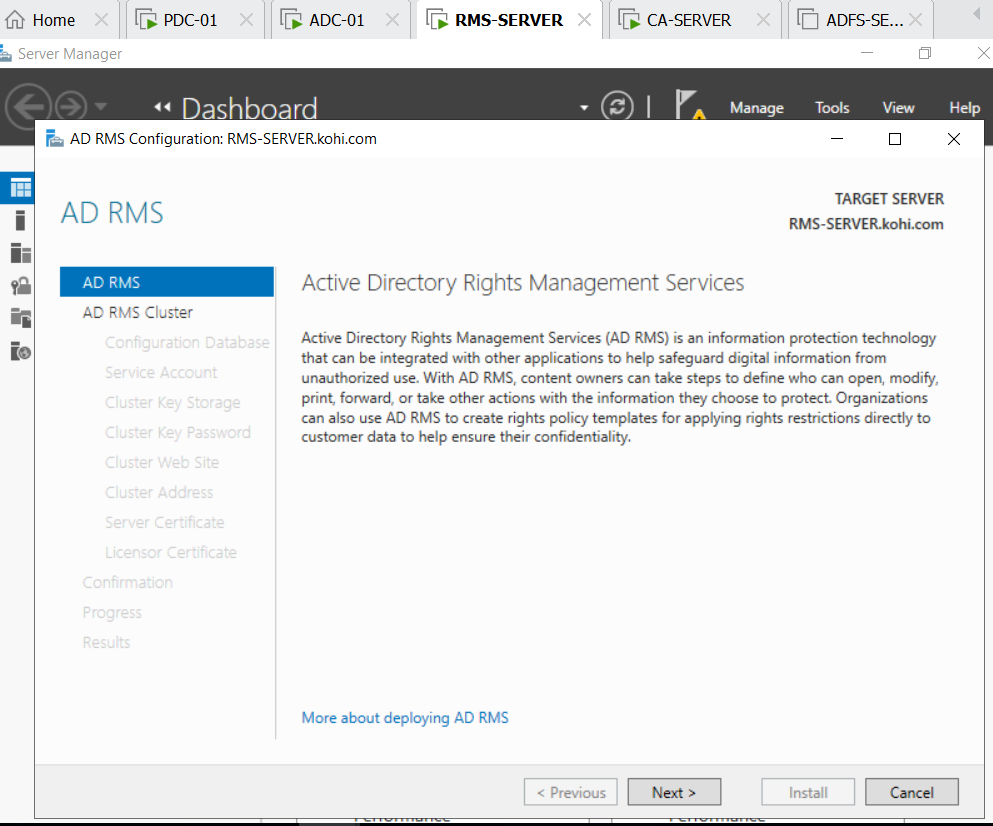 Home
PDC-01
ADC-01
RMS-SERVER
CA-SERVER
ADFS-SE...
Server Manager
Dashboard
Manage
Tools
View
Help
AD RMS Configuration: RMS-SERVER.kohi.com
AD RMS
TARGET SERVER
RMS-SERVER.kohi.com
AD RMS
AD RMS Cluster
Configuration Database
Service Account
Cluster Key Storage
Cluster Key Password
Cluster Web Site
Cluster Address
Server Certificate
Licensor Certificate
Confirmation
Progress
Results
Active Directory Rights Management Services
Active Directory Rights Management Services (AD RMS) is an information protection technology
that can be integrated with other applications to help safeguard digital information from
unauthorized use. With AD RMS, content owners can take steps to define who can open, modify,
print, forward, or take other actions with the information they choose to protect. Organizations
can also use AD RMS to create rights policy templates for applying rights restrictions directly to
customer data to help ensure their confidentiality.
More about deploying AD RMS
< Previous
Next >
Install
Cancel
Performance
Performance